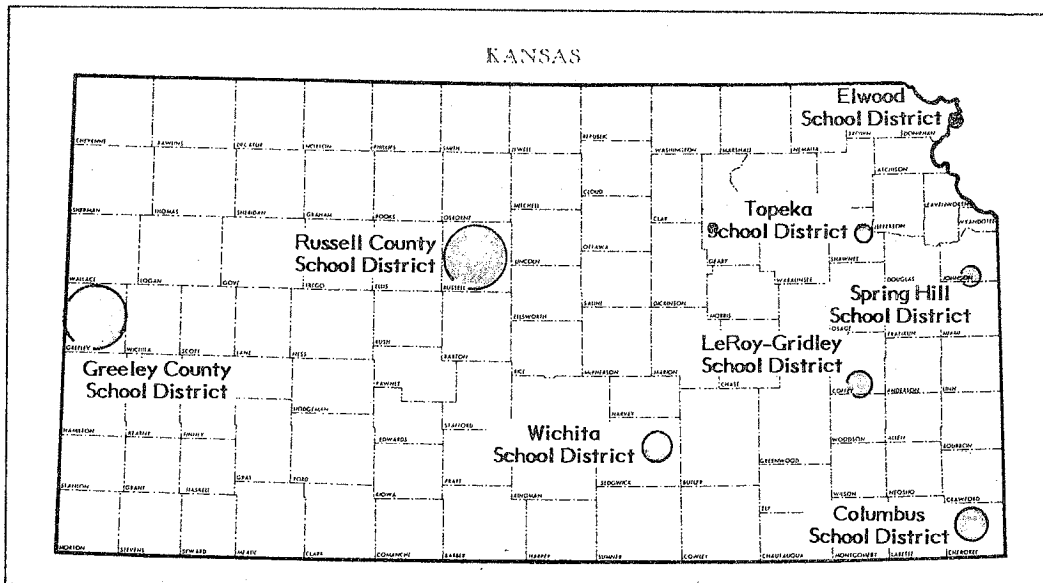 KANSAS
Elwood
School District
BROWN
DONIPHAN
CHEYENNE
RAWLINS
DECATUR
NORTON
PHILLIPS
SMITH
JEWELL
REPUBLIC
WASHINGTON
MARSHALL
NEMAHA
ATCHISON
SHERMAN
THOMAS
SHERIDAN
GRAHAM
ROOKS
OSBORNE
MITCHELL
CLOUD
CLAY
LEAVENWORTH
WYANDOTTE
JEFFERSON
Topeka
School District
Russell County
School District
WALLACE
LOGAN
GOVE
TREGO
ELLIS
RUSSELL
LINCOLN
OTTAWA
SALINE
DICKINSON
GEARY
WABAUNSEE
SHAWNEE
DOUGLAS
JOHNSON
Spring Hill
School District
MORRIS
OSAGE
FRANKLIN
MIAMI
LeRoy-Gridley
School District
GREELEY
WICHITA
SCOTT
LANE
NESS
RUSH
BARTON
ELLSWORTH
RICE
McPHERSON
MARION
CHASE
COFFEY
ANDERSON
LINN
Greeley County
School District
PAWNEE
HODGEMAN
STAFFORD
HARVEY
HAMILTON
KEARNY
FINNEY
EDWARDS
Wichita
School District
GREENWOOD
WOODSON
ALLEN
BOURBON
STANTON
GRANT
HASKELL
GRAY
FORD
KIOWA
PRATT
KINGMAN
SEDGWICK
BUTLER
ELK
WILSON
NEOSHO
CRAWFORD
Columbus
School District
MORTON
STEVENS
SEWARD
MEADE
CLARK
COMANCHE
BARBER
HARPER
SUMNER
COWLEY
CHAUTAUQUA
MONTGOMERY
LABETTE
CHEROKEE